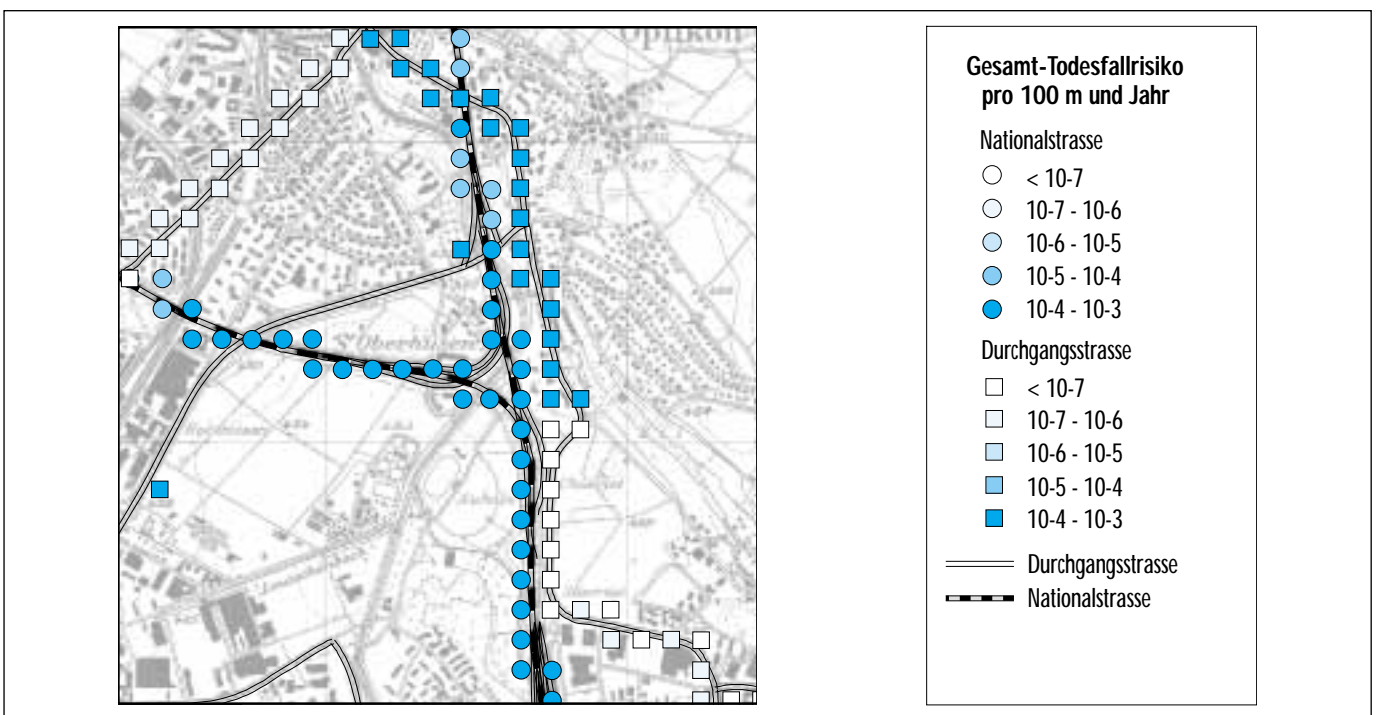 Opfikon
Gesamt-Todesfallrisiko
pro 100 m und Jahr
Nationalstrasse
< 10-7
10-7 - 10-6
10-6 - 10-5
10-5 - 10-4
10-4 - 10-3
Durchgangsstrasse
< 10-7
10-7 - 10-6
10-6 - 10-5
10-5 - 10-4
10-4 - 10-3
Durchgangsstrasse
Nationalstrasse